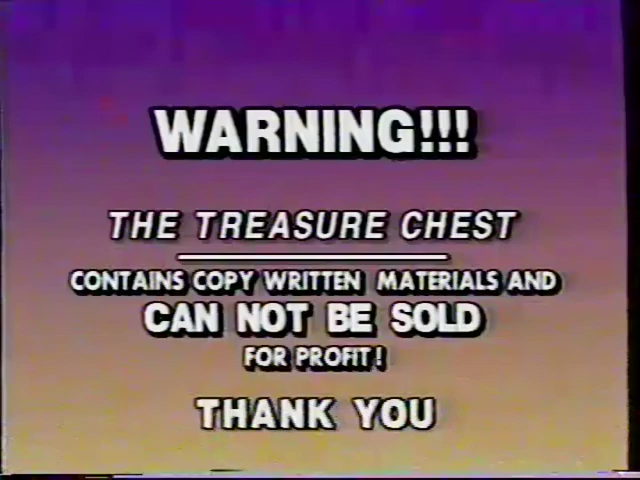 WARNING!!!
THE TREASURE CHEST
CONTAINS COPY WRITTEN MATERIALS AND
CAN NOT BE SOLD
FOR PROFIT!
THANK YOU